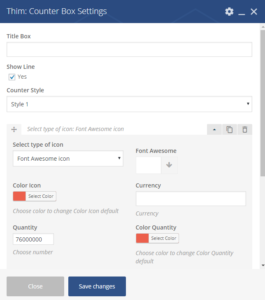 Thim: Counter Box Settings
Title Box
Show Line
Yes
Counter Style
Style 1
Select type of icon: Font Awesome icon
Select type of icon
Font Awesome
Font Awesome icon
Color Icon
Currency
Select Color
Choose color to change Color Icon default
Currency
Quantity
Color Quantity
76000000
Select Color
Choose number
Choose color to change Color Quantity
default
Close
Save changes